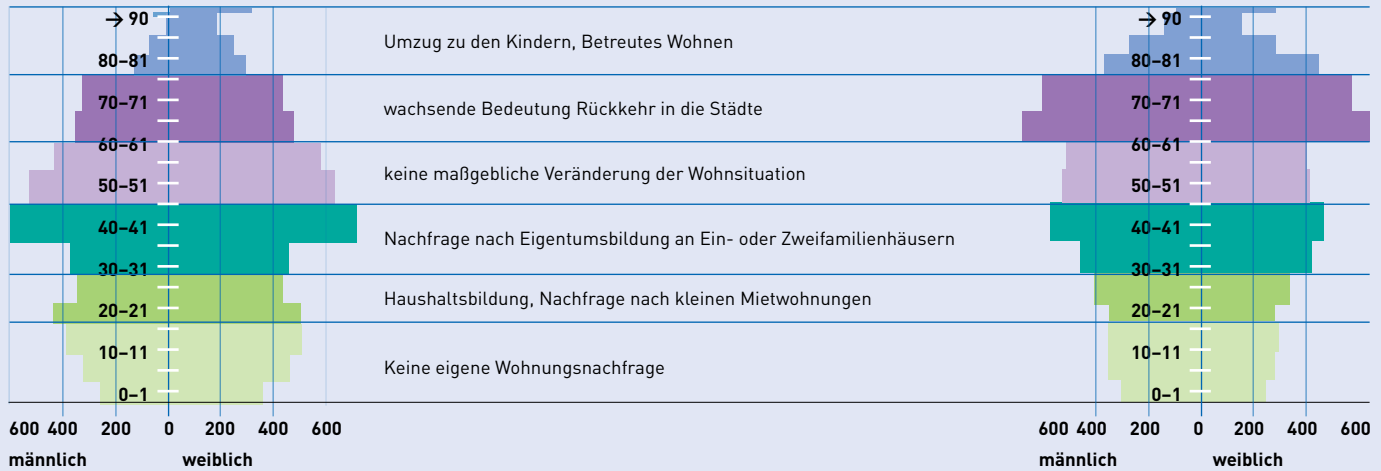 → 90
80–81
70–71
60–61
50–51
40–41
30–31
20–21
10–11
0–1
600 400 200 0 200 400 600
männlich weiblich
Umzug zu den Kindern, Betreutes Wohnen
wachsende Bedeutung Rückkehr in die Städte
keine maßgebliche Veränderung der Wohnsituation
Nachfrage nach Eigentumsbildung an Ein- oder Zweifamilienhäusern
Haushaltsbildung, Nachfrage nach kleinen Mietwohnungen
Keine eigene Wohnungsnachfrage
→ 90
80–81
70–71
60–61
50–51
40–41
30–31
20–21
10–11
0–1
600 400 200 0 200 400 600
männlich weiblich